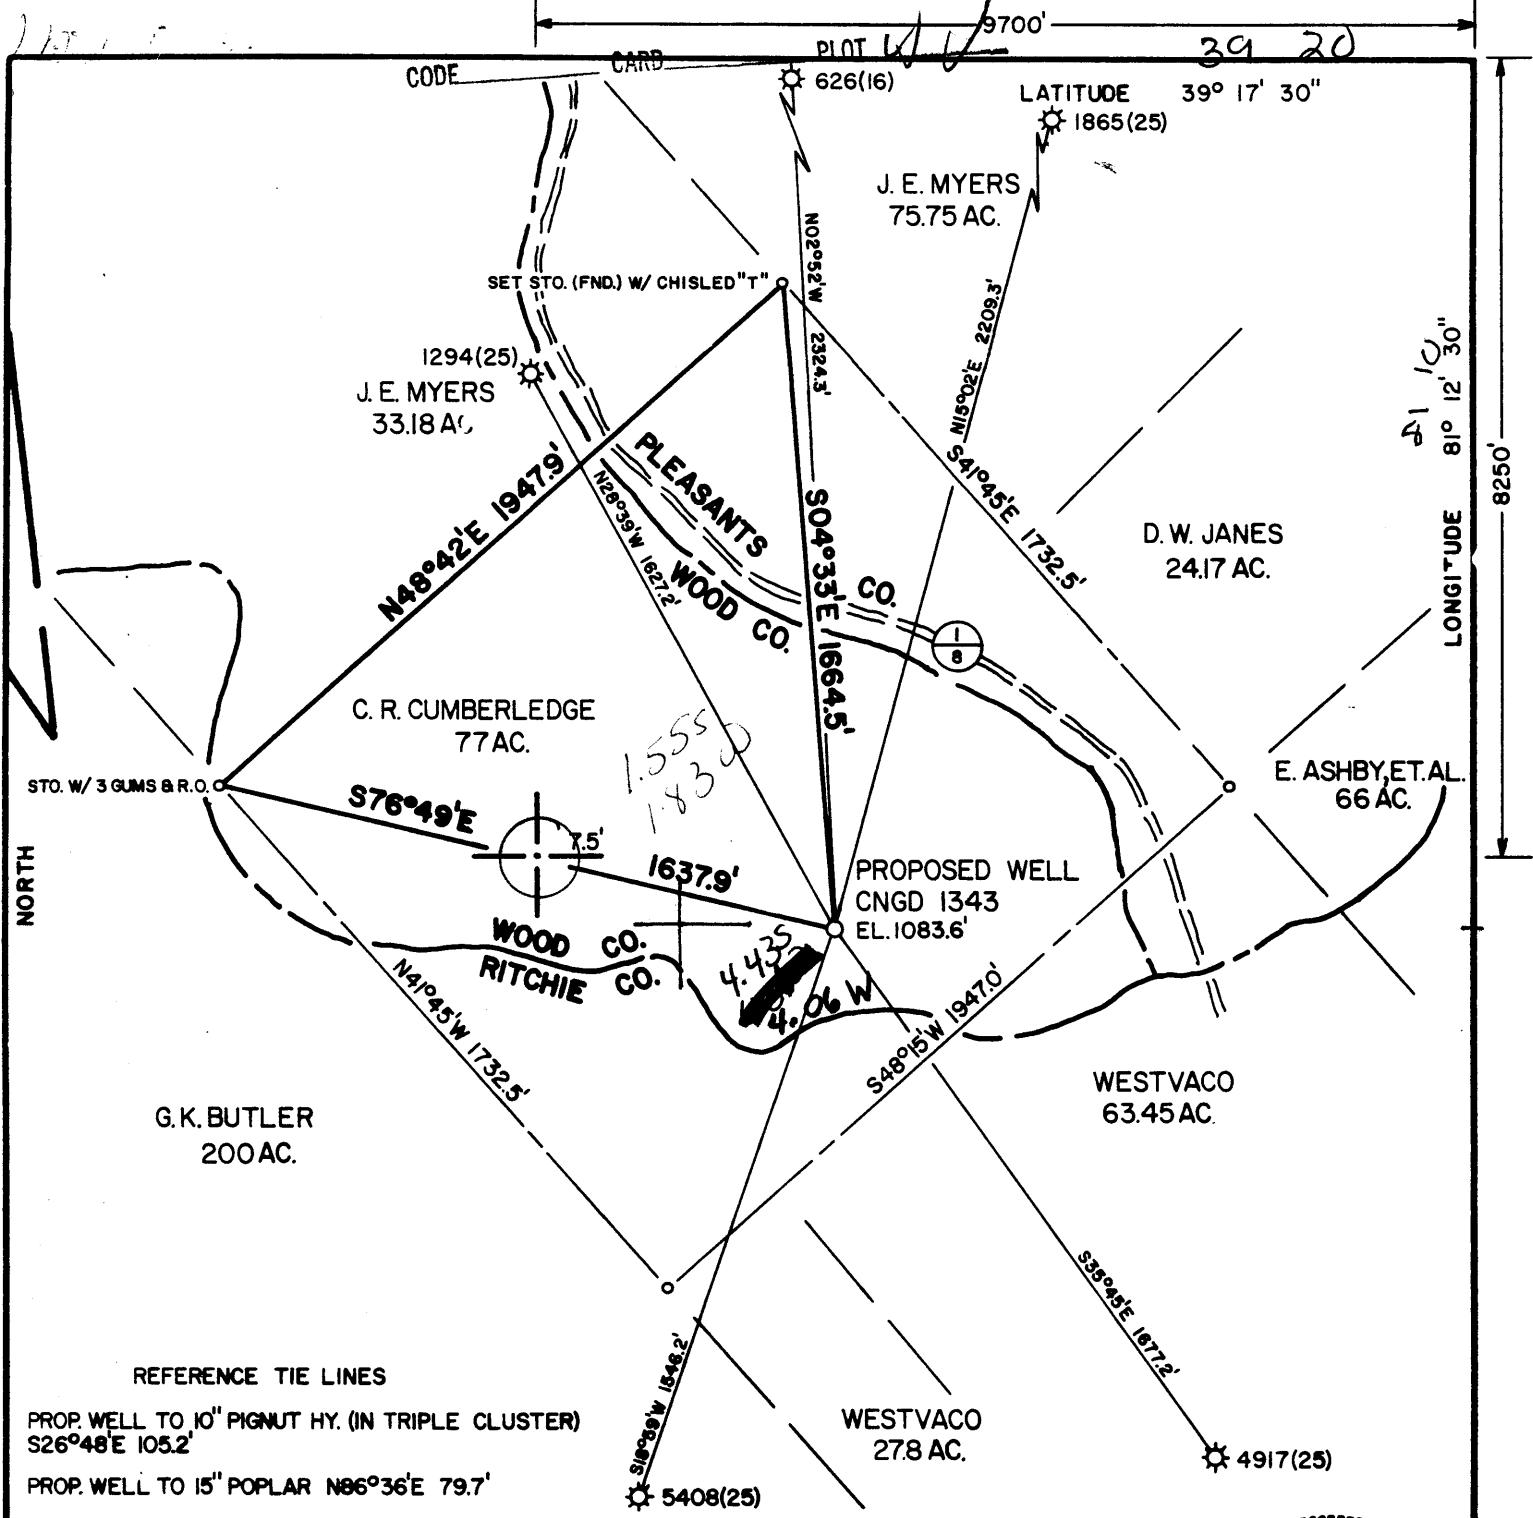 9700'
PLOT
39 20
CODE
CARD
626(16)
LATITUDE 39° 17' 30"
1865(25)
J. E. MYERS
75.75 AC.
SET STO. (FND.) W/ CHISLED "T"
N02°52'W 2324.3'
N15°02'E 2209.3'
1294(25)
J. E. MYERS
33.18 AC
N48°42'E 1947.9'
PLEASANTS CO.
WOOD CO.
N28°39'W 1627.2'
S04°33'E 1664.5'
S41°45'E 1732.5'
D. W. JANES
24.17 AC.
LONGITUDE 81° 12' 30"
81 10
8250'
1
8
C. R. CUMBERLEDGE
77 AC.
1.555
1.830
STO. W/ 3 GUMS & R.O.
S76°49'E
7.5'
1637.9'
E. ASHBY, ET. AL.
66 AC.
PROPOSED WELL
CNGD 1343
EL. 1083.6'
NORTH
WOOD CO.
RITCHIE CO.
4.435
4.06 W
N41°45'W 1732.5'
S48°15'W 1947.0'
WESTVACO
63.45 AC.
G. K. BUTLER
200 AC.
S35°45'E 1677.2'
S18°59'W 1546.2'
REFERENCE TIE LINES
PROP. WELL TO 10" PIGNUT HY. (IN TRIPLE CLUSTER)
S26°48'E 105.2'
PROP. WELL TO 15" POPLAR N86°36'E 79.7'
WESTVACO
27.8 AC.
4917(25)
5408(25)